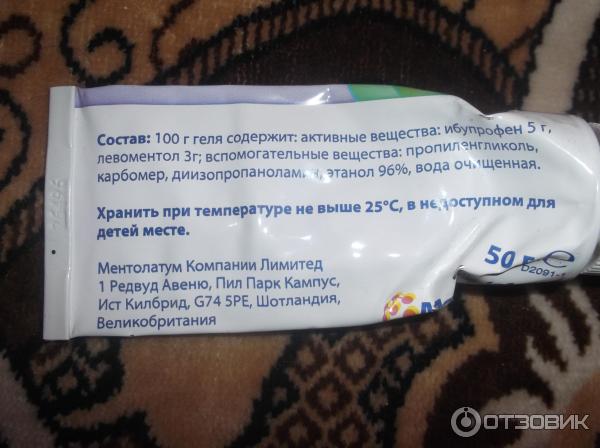 Состав: 100 г геля содержит: активные вещества: ибупрофен 5 г,
левоментол 3г; вспомогательные вещества: пропиленгликоль,
карбомер, диизопропаноламин, этанол 96%, вода очищенная.
Хранить при температуре не выше 25°С, в недоступном для
детей месте.
Ментолатум Компании Лимитед
1 Редвуд Авеню, Пил Парк Кампус,
Ист Килбрид, G74 5PE, Шотландия,
Великобритания
50 г е
D2091-
ОТЗОВИК